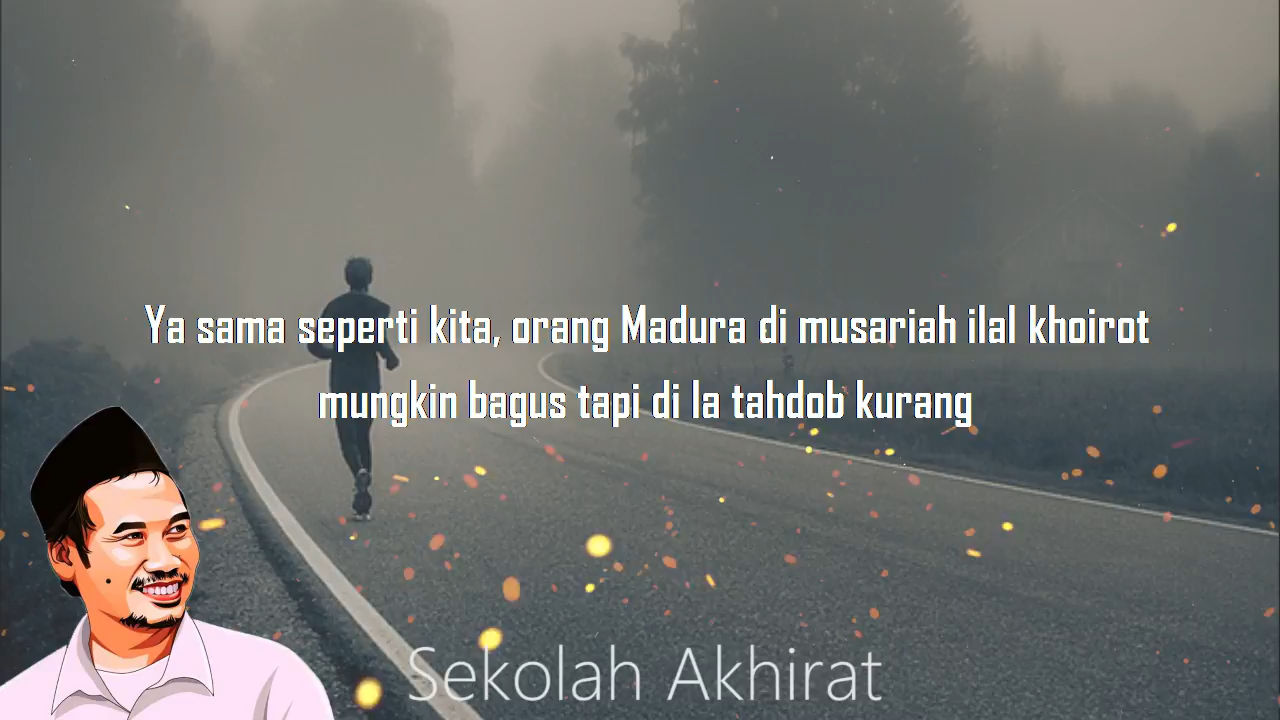 Ya sama seperti kita, orang Madura di musariah ilal khoirot
mungkin bagus tapi di la tahdob kurang
Sekolah Akhirat